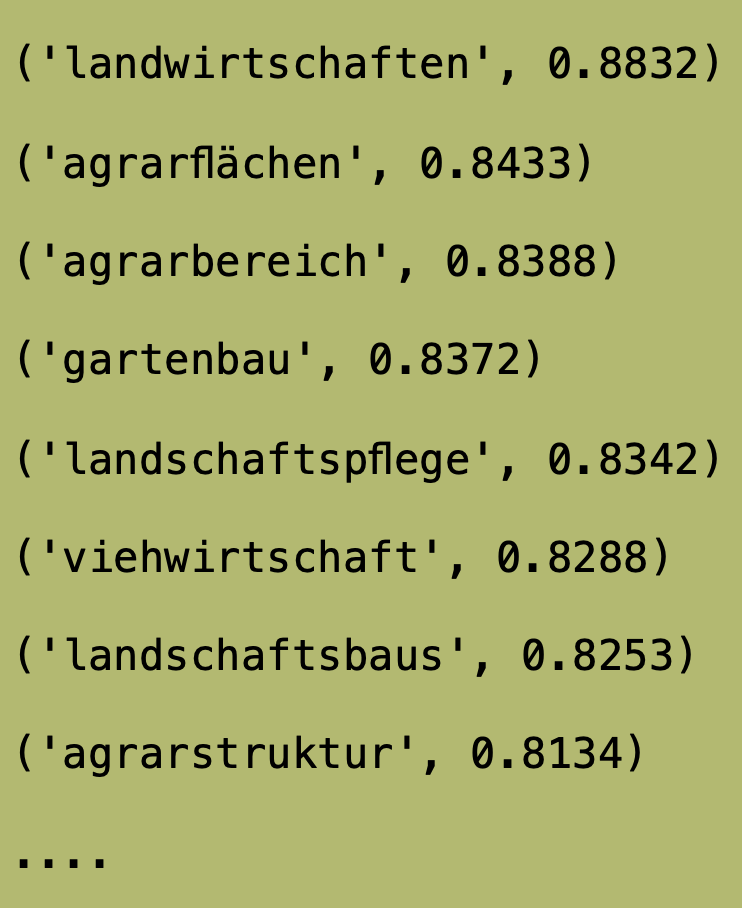 ('landwirtschaften', 0.8832)
('agrarflächen', 0.8433)
('agrarbereich', 0.8388)
('gartenbau', 0.8372)
('landschaftspflege', 0.8342)
('viehwirtschaft', 0.8288)
('landschaftsbaus', 0.8253)
('agrarstruktur', 0.8134)
....